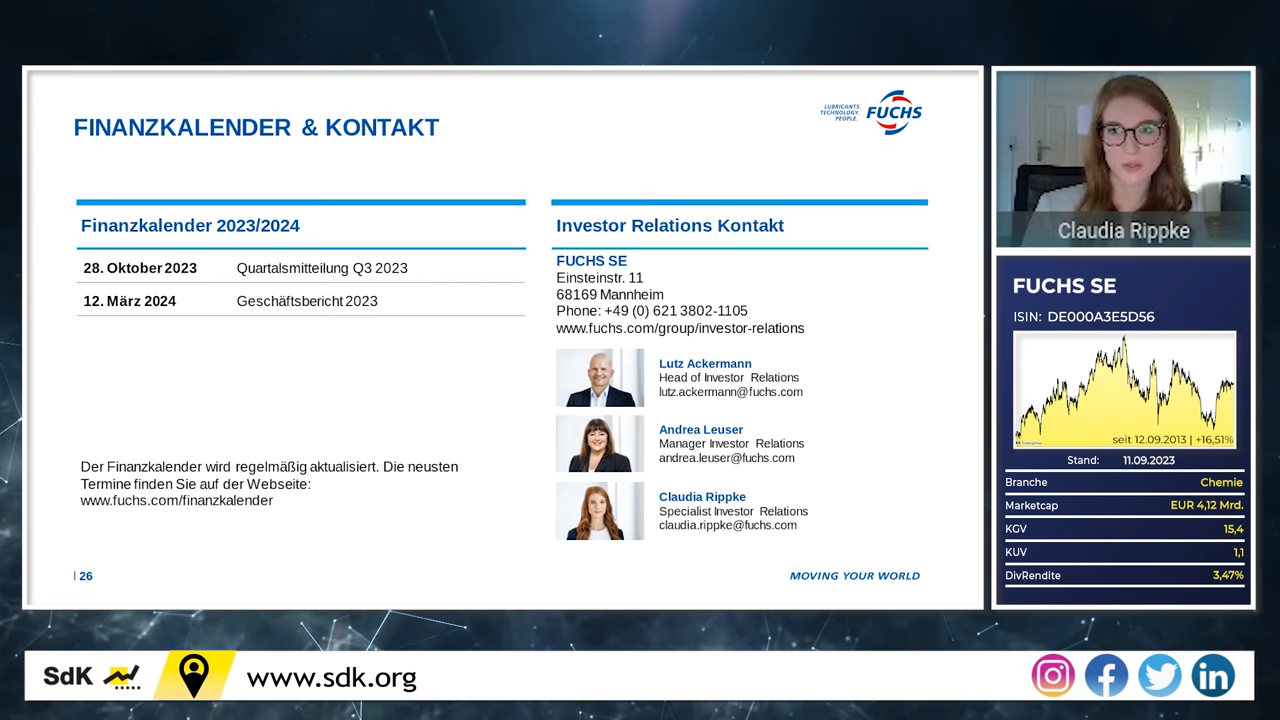 FINANZKALENDER & KONTAKT
LUBRICANTS.
TECHNOLOGY.
PEOPLE.
FUCHS
Finanzkalender 2023/2024
28. Oktober 2023 Quartalsmitteilung Q3 2023
12. März 2024 Geschäftsbericht 2023
Der Finanzkalender wird regelmäßig aktualisiert. Die neusten
Termine finden Sie auf der Webseite:
www.fuchs.com/finanzkalender
Investor Relations Kontakt
FUCHS SE
Einsteinstr. 11
68169 Mannheim
Phone: +49 (0) 621 3802-1105
www.fuchs.com/group/investor-relations
Lutz Ackermann
Head of Investor Relations
lutz.ackermann@fuchs.com
Andrea Leuser
Manager Investor Relations
andrea.leuser@fuchs.com
Claudia Rippke
Specialist Investor Relations
claudia.rippke@fuchs.com
| 26
MOVING YOUR WORLD
Claudia Rippke
FUCHS SE
ISIN: DE000A3E5D56
seit 12.09.2013 | +16,51%
Stand: 11.09.2023
Branche Chemie
Marketcap EUR 4,12 Mrd.
KGV 15,4
KUV 1,1
DivRendite 3,47%
SdK
www.sdk.org